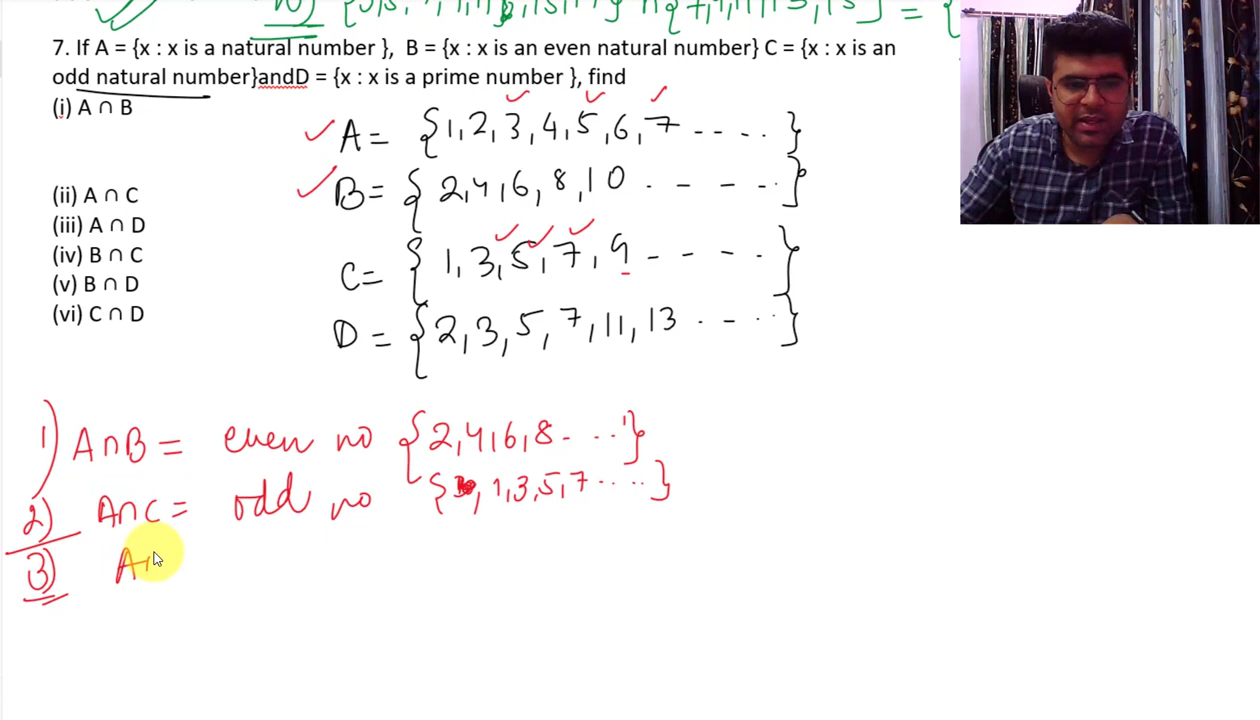 7. If A = {x : x is a natural number }, B = {x : x is an even natural number} C = {x : x is an
odd natural number}andD = {x : x is a prime number }, find
(i) A ∩ B
A = {1, 2, 3, 4, 5, 6, 7 - - - - }
B = {2, 4, 6, 8, 10 - - - - }
(ii) A ∩ C
(iii) A ∩ D
(iv) B ∩ C
(v) B ∩ D
(vi) C ∩ D
C = { 1, 3, 5, 7, 9 - - - - }
D = {2, 3, 5, 7, 11, 13 - - - }
1) A∩B = even no {2, 4, 6, 8 - - - }
2) A∩C = odd no { , 1, 3, 5, 7 - - - - }
3)